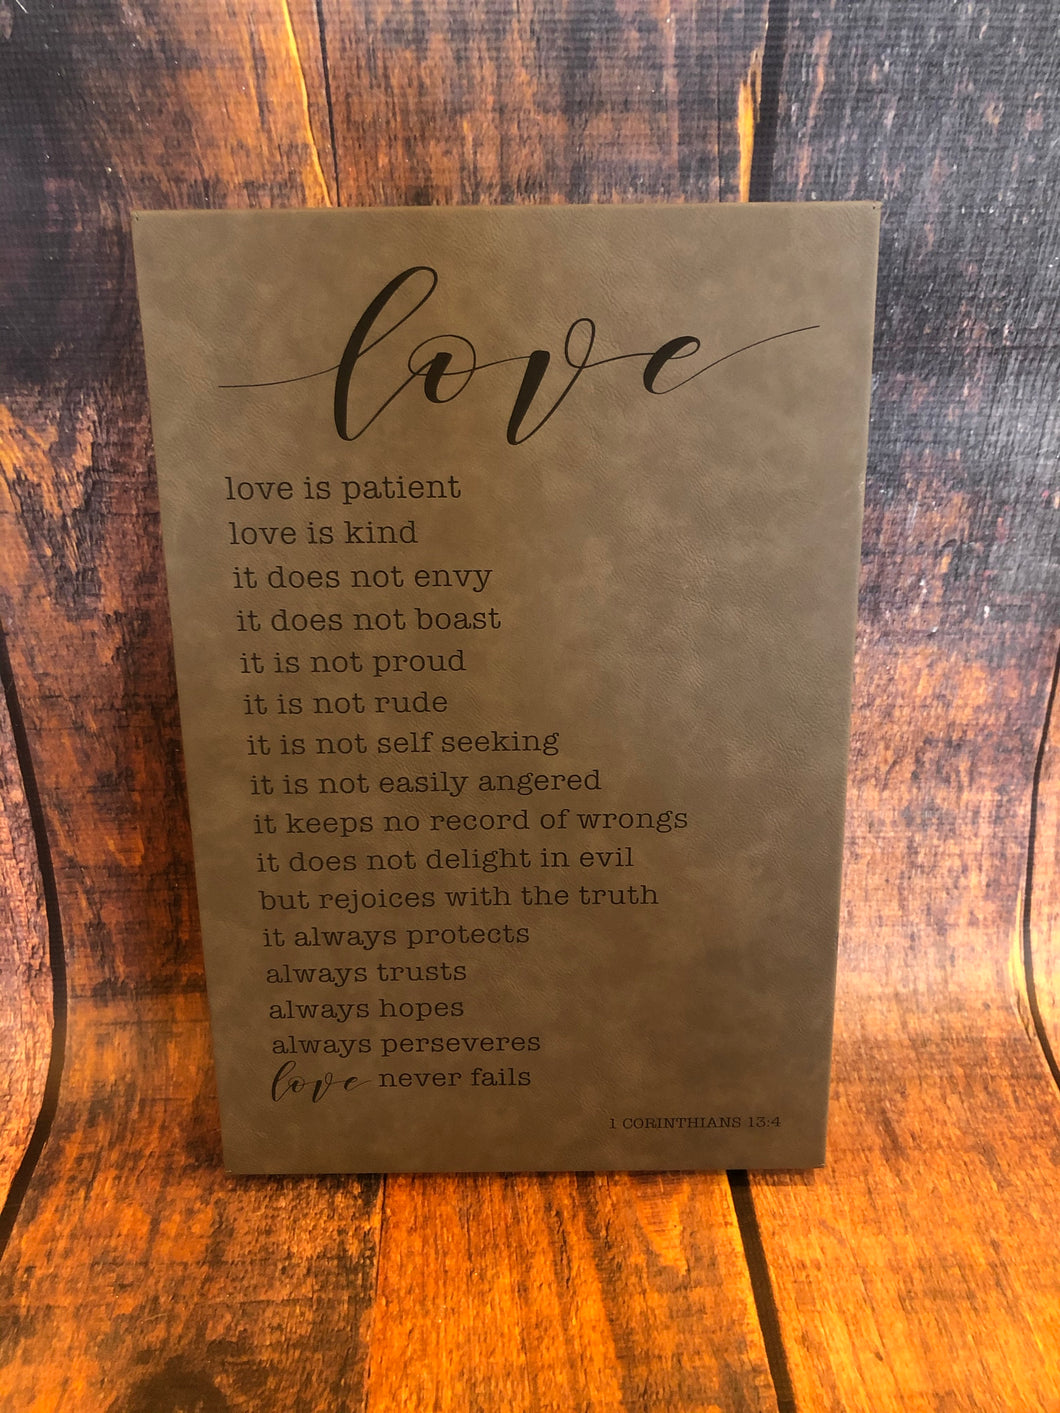 love
love is patient
love is kind
it does not envy
it does not boast
it is not proud
it is not rude
it is not self seeking
it is not easily angered
it keeps no record of wrongs
it does not delight in evil
but rejoices with the truth
it always protects
always trusts
always hopes
always perseveres
love never fails
1 CORINTHIANS 13:4